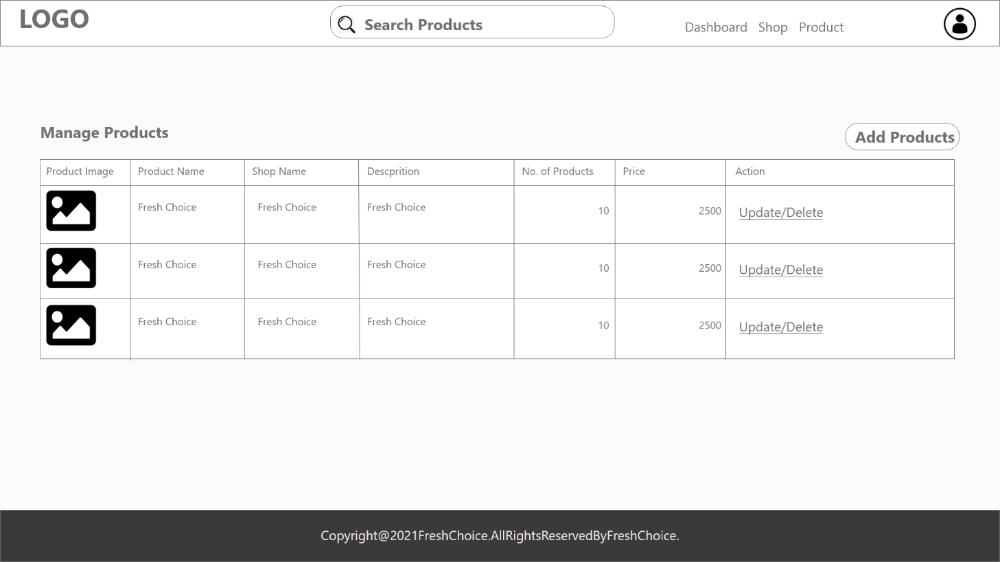 LOGO
Search Products
Dashboard Shop Product
Manage Products
Add Products
Product Image Product Name Shop Name Descprition No. of Products Price Action
Fresh Choice Fresh Choice Fresh Choice 10 2500 Update/Delete
Fresh Choice Fresh Choice Fresh Choice 10 2500 Update/Delete
Fresh Choice Fresh Choice Fresh Choice 10 2500 Update/Delete
Copyright@2021FreshChoice.AllRightsReservedByFreshChoice.